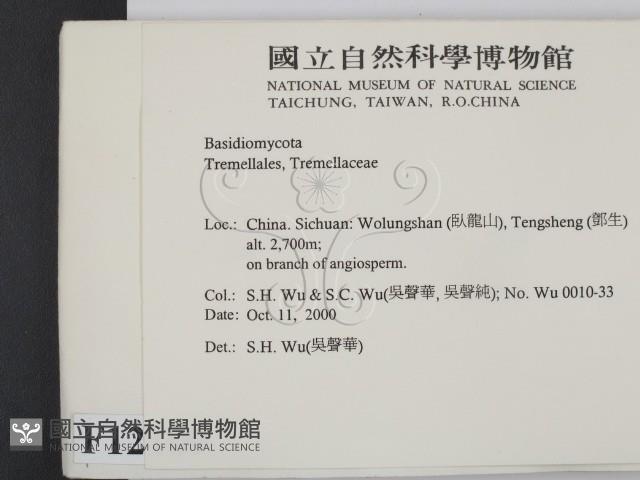 國立自然科學博物館
NATIONAL MUSEUM OF NATURAL SCIENCE
TAICHUNG, TAIWAN, R.O.CHINA
Basidiomycota
Tremellales, Tremellaceae
Loc.: China. Sichuan: Wolungshan (臥龍山), Tengsheng (鄧生)
alt. 2,700m;
on branch of angiosperm.
Col.: S.H. Wu & S.C. Wu(吳聲華, 吳聲純); No. Wu 0010-33
Date: Oct. 11, 2000
Det.: S.H. Wu(吳聲華)
國立自然科學博物館
NATIONAL MUSEUM OF NATURAL SCIENCE
F12